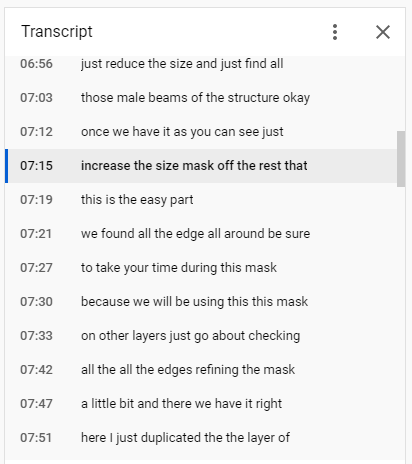 Transcript
06:56 just reduce the size and just find all
07:03 those male beams of the structure okay
07:12 once we have it as you can see just
07:15 increase the size mask off the rest that
07:19 this is the easy part
07:21 we found all the edge all around be sure
07:27 to take your time during this mask
07:30 because we will be using this this mask
07:33 on other layers just go about checking
07:42 all the all the edges refining the mask
07:47 a little bit and there we have it right
07:51 here I just duplicated the the layer of